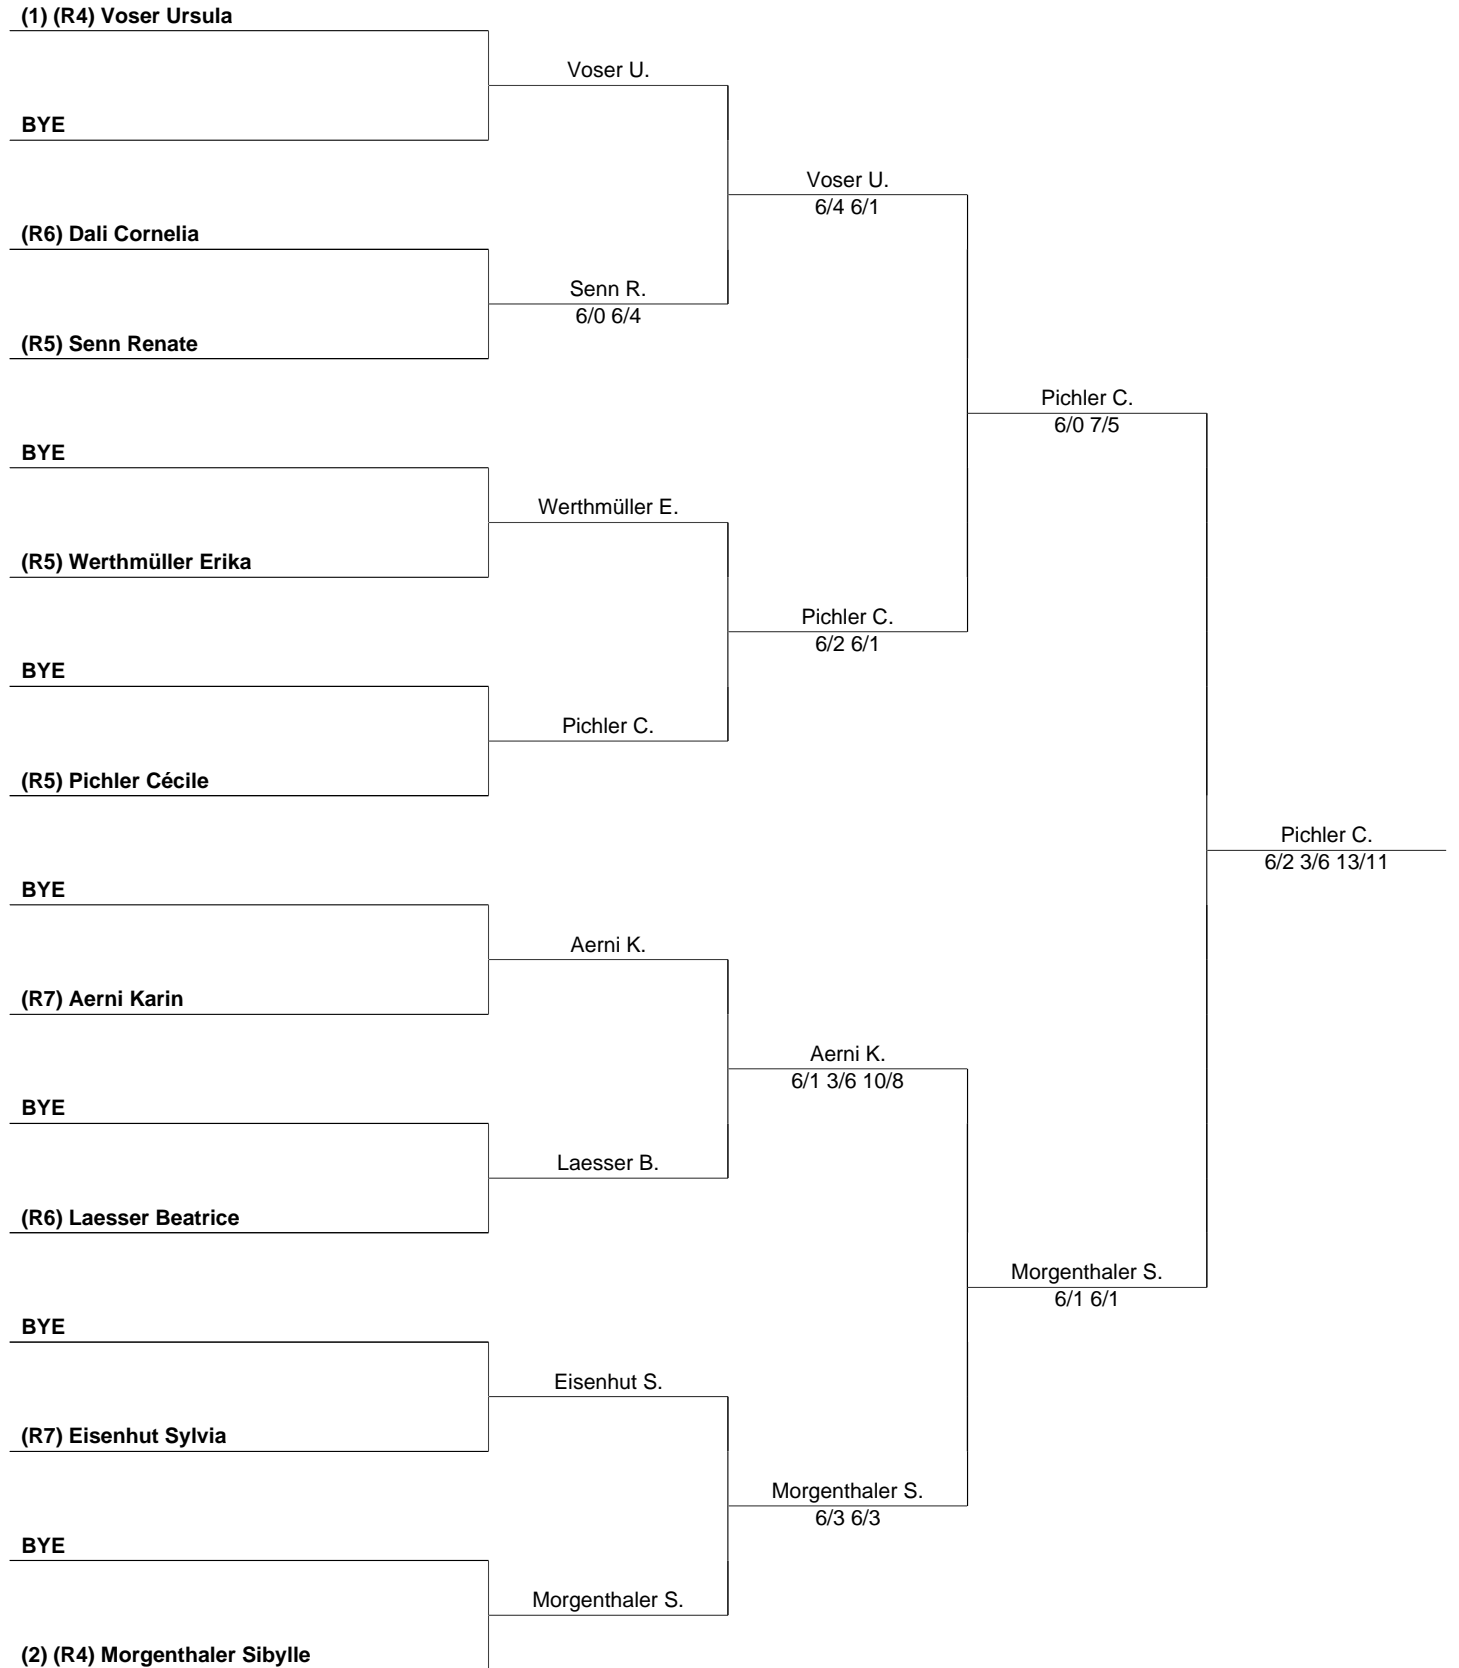 (1) (R4) Voser Ursula
Voser U.
BYE
Voser U.
6/4 6/1
(R6) Dali Cornelia
Senn R.
6/0 6/4
(R5) Senn Renate
Pichler C.
6/0 7/5
BYE
Werthmüller E.
(R5) Werthmüller Erika
Pichler C.
6/2 6/1
BYE
Pichler C.
(R5) Pichler Cécile
Pichler C.
6/2 3/6 13/11
BYE
Aerni K.
(R7) Aerni Karin
Aerni K.
6/1 3/6 10/8
BYE
Laesser B.
(R6) Laesser Beatrice
Morgenthaler S.
6/1 6/1
BYE
Eisenhut S.
(R7) Eisenhut Sylvia
Morgenthaler S.
6/3 6/3
BYE
Morgenthaler S.
(2) (R4) Morgenthaler Sibylle